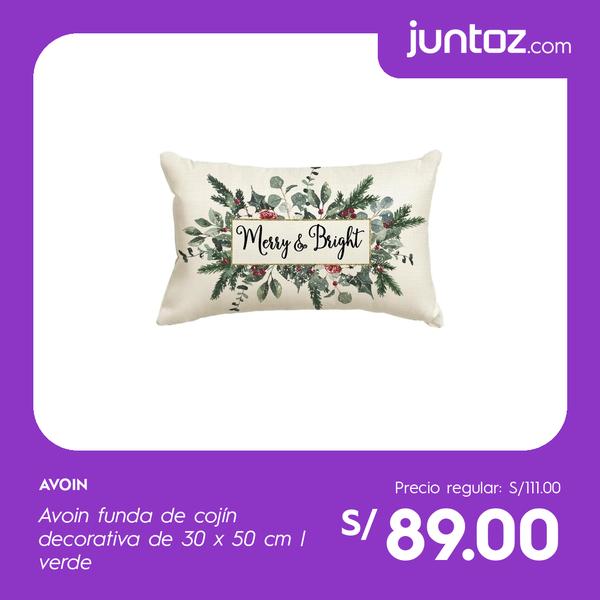 juntoz.com
Merry & Bright
AVOIN
Avoin funda de cojín
decorativa de 30 x 50 cm |
verde
Precio regular: S/111.00
S/89.00